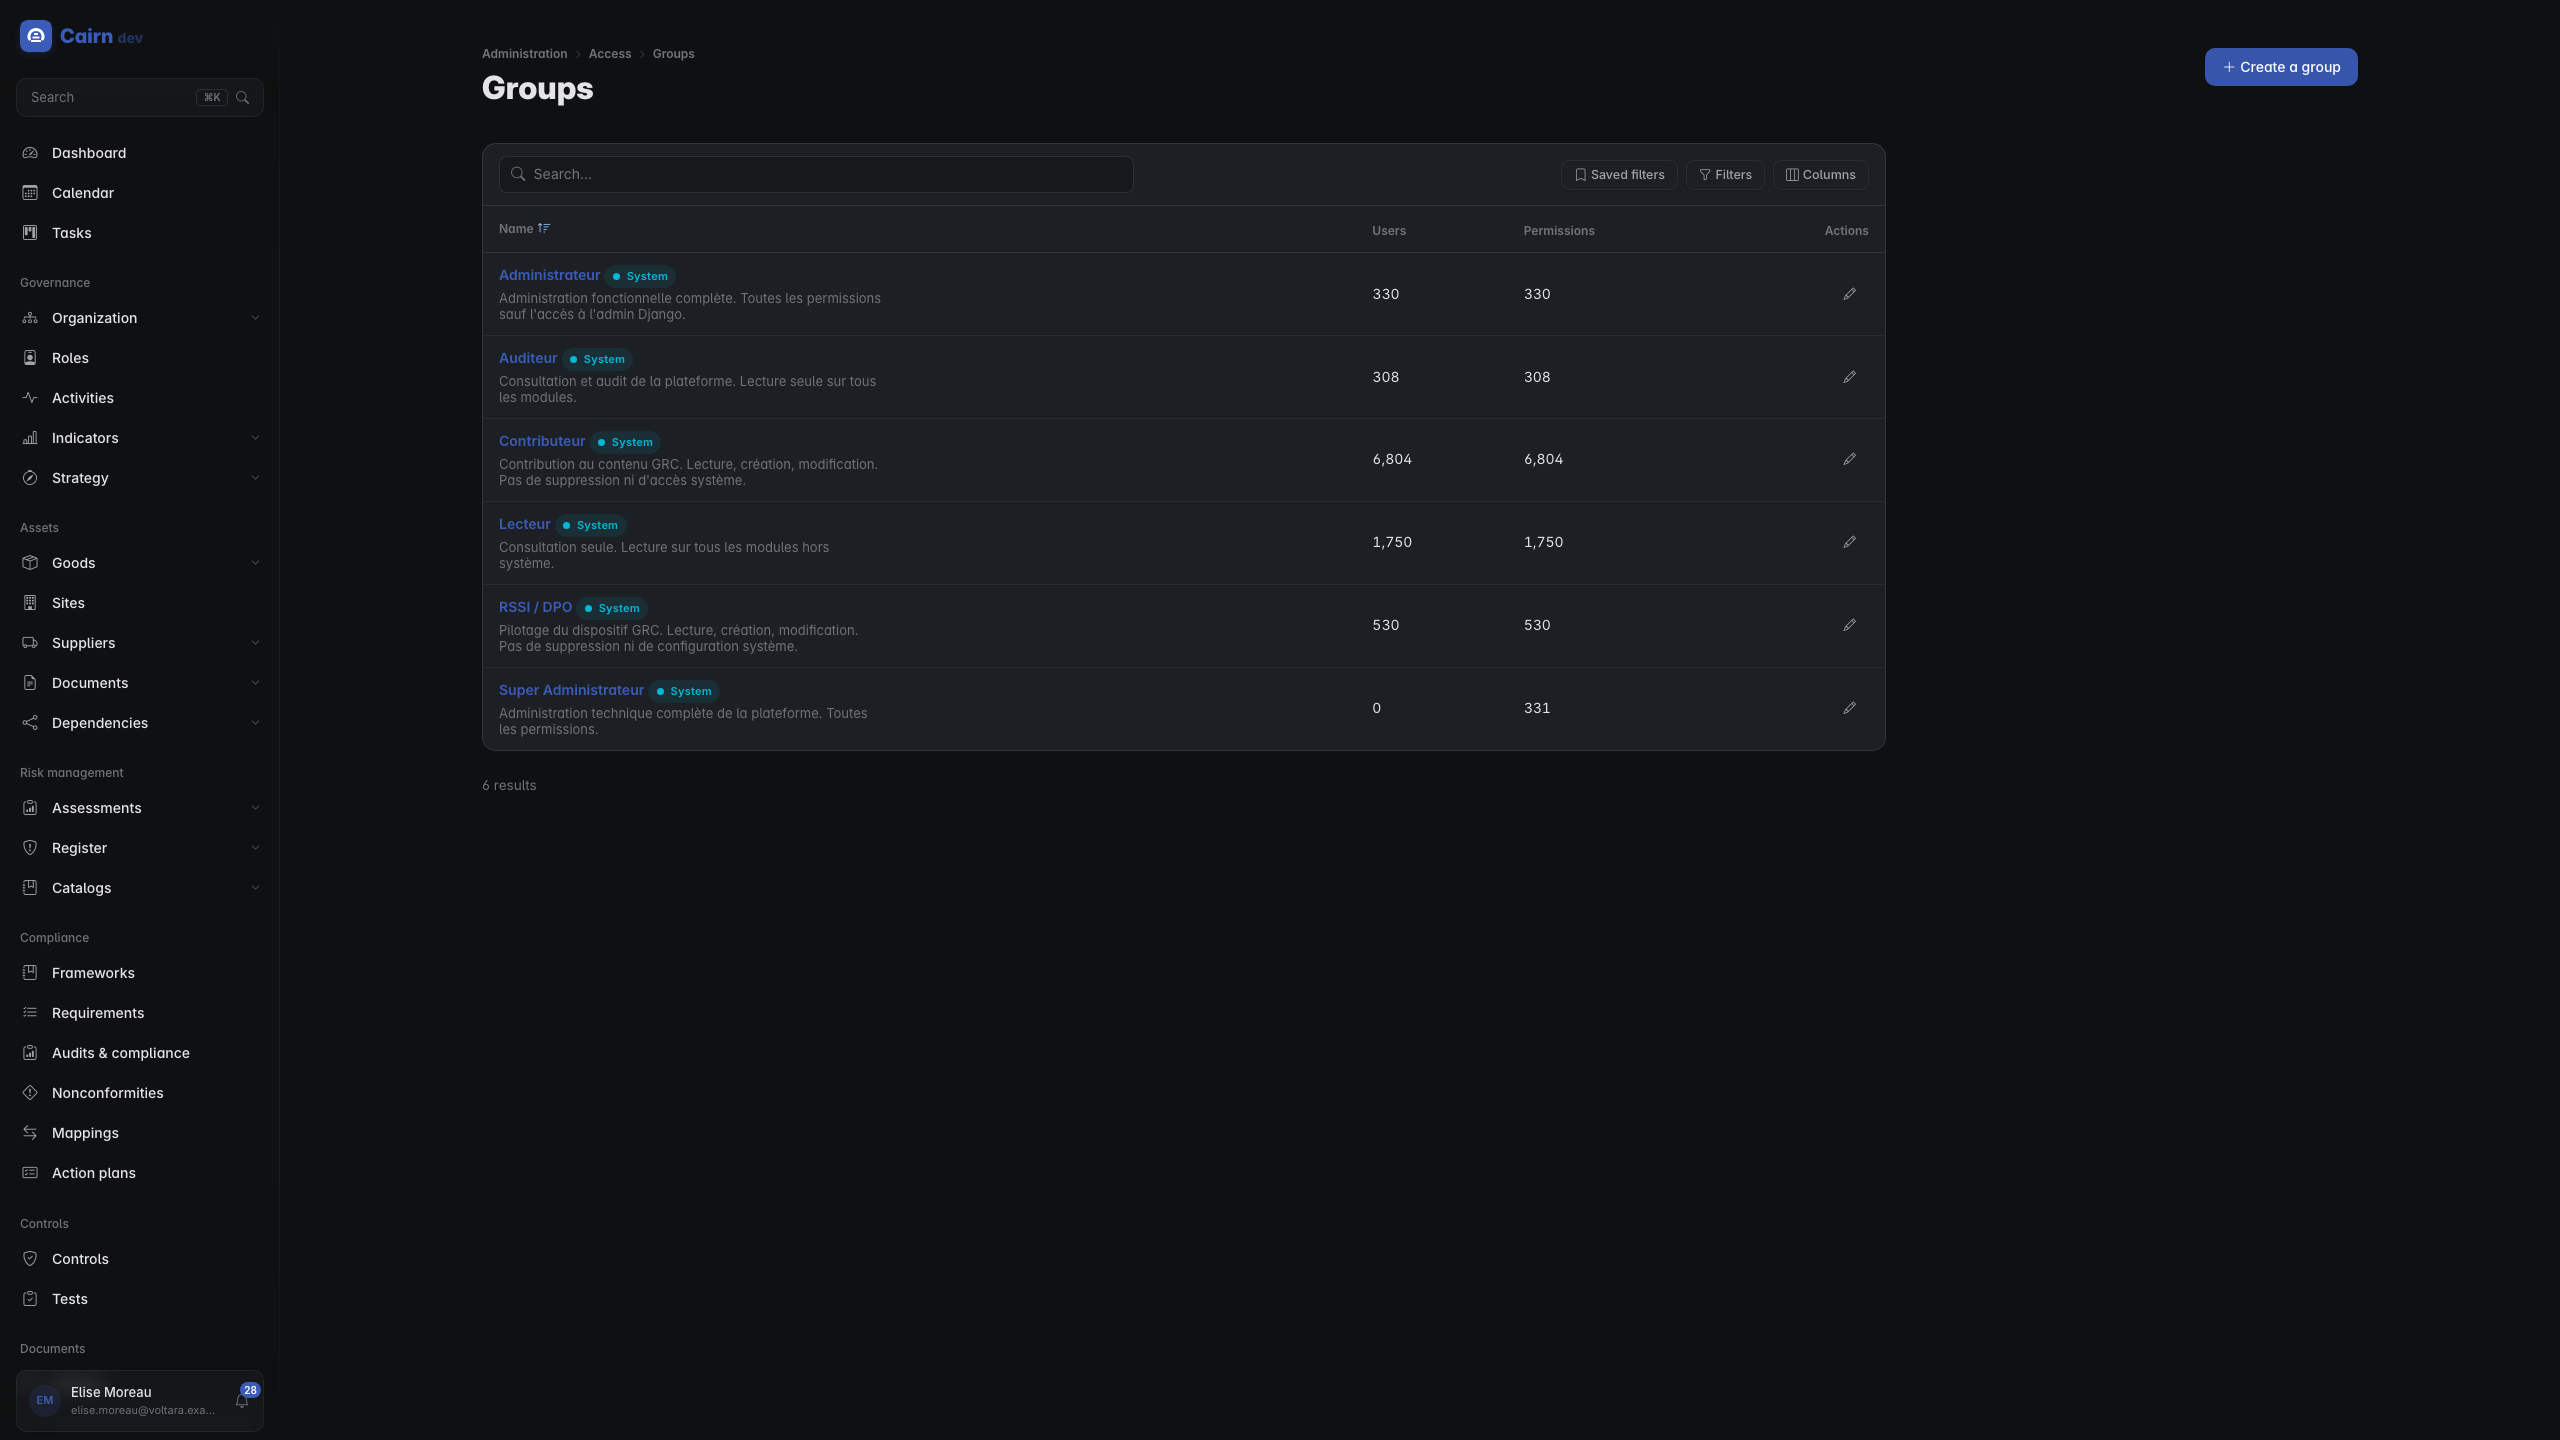 Cairn dev
Search ⌘K
Dashboard
Calendar
Tasks
Governance
Organization
Roles
Activities
Indicators
Strategy
Assets
Goods
Sites
Suppliers
Documents
Dependencies
Risk management
Assessments
Register
Catalogs
Compliance
Frameworks
Requirements
Audits & compliance
Nonconformities
Mappings
Action plans
Controls
Controls
Tests
Documents
EM
Elise Moreau
elise.moreau@voltara.exa...
28
Administration > Access > Groups
Groups
+ Create a group
Search...
Saved filters
Filters
Columns
Name Users Permissions Actions
Administrateur System
Administration fonctionnelle complète. Toutes les permissions
sauf l'accès à l'admin Django.
330 330
Auditeur System
Consultation et audit de la plateforme. Lecture seule sur tous
les modules.
308 308
Contributeur System
Contribution au contenu GRC. Lecture, création, modification.
Pas de suppression ni d'accès système.
6,804 6,804
Lecteur System
Consultation seule. Lecture sur tous les modules hors
système.
1,750 1,750
RSSI / DPO System
Pilotage du dispositif GRC. Lecture, création, modification.
Pas de suppression ni de configuration système.
530 530
Super Administrateur System
Administration technique complète de la plateforme. Toutes
les permissions.
0 331
6 results